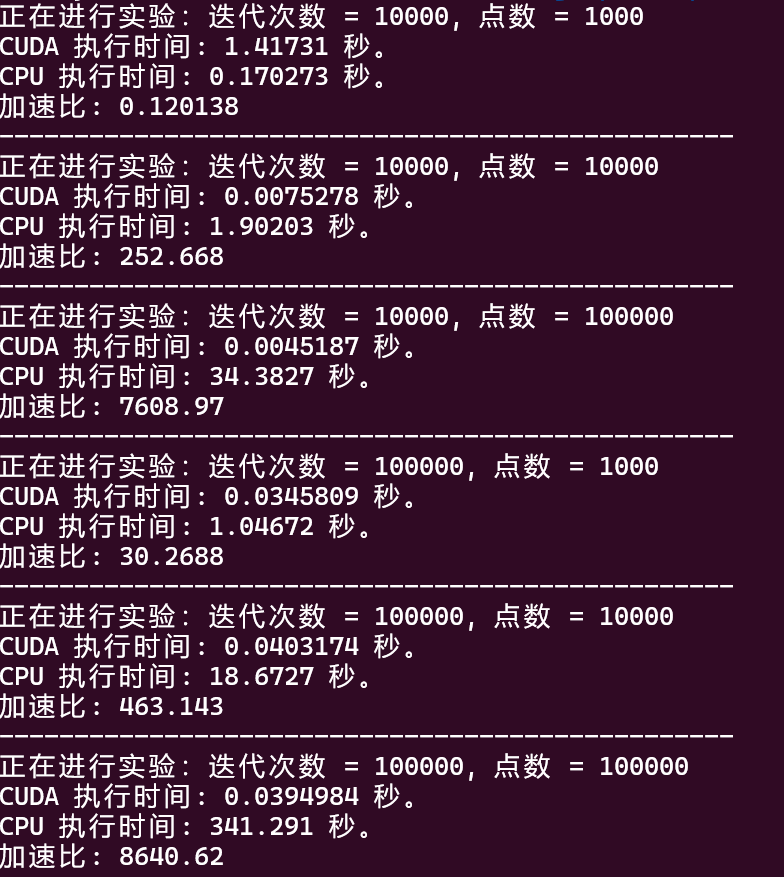 正在进行实验: 迭代次数 = 10000, 点数 = 1000
CUDA 执行时间: 1.41731 秒。
CPU 执行时间: 0.170273 秒。
加速比: 0.120138
-------------------------------------------------
正在进行实验: 迭代次数 = 10000, 点数 = 10000
CUDA 执行时间: 0.0075278 秒。
CPU 执行时间: 1.90203 秒。
加速比: 252.668
-------------------------------------------------
正在进行实验: 迭代次数 = 10000, 点数 = 100000
CUDA 执行时间: 0.0045187 秒。
CPU 执行时间: 34.3827 秒。
加速比: 7608.97
-------------------------------------------------
正在进行实验: 迭代次数 = 100000, 点数 = 1000
CUDA 执行时间: 0.0345809 秒。
CPU 执行时间: 1.04672 秒。
加速比: 30.2688
-------------------------------------------------
正在进行实验: 迭代次数 = 100000, 点数 = 10000
CUDA 执行时间: 0.0403174 秒。
CPU 执行时间: 18.6727 秒。
加速比: 463.143
-------------------------------------------------
正在进行实验: 迭代次数 = 100000, 点数 = 100000
CUDA 执行时间: 0.0394984 秒。
CPU 执行时间: 341.291 秒。
加速比: 8640.62